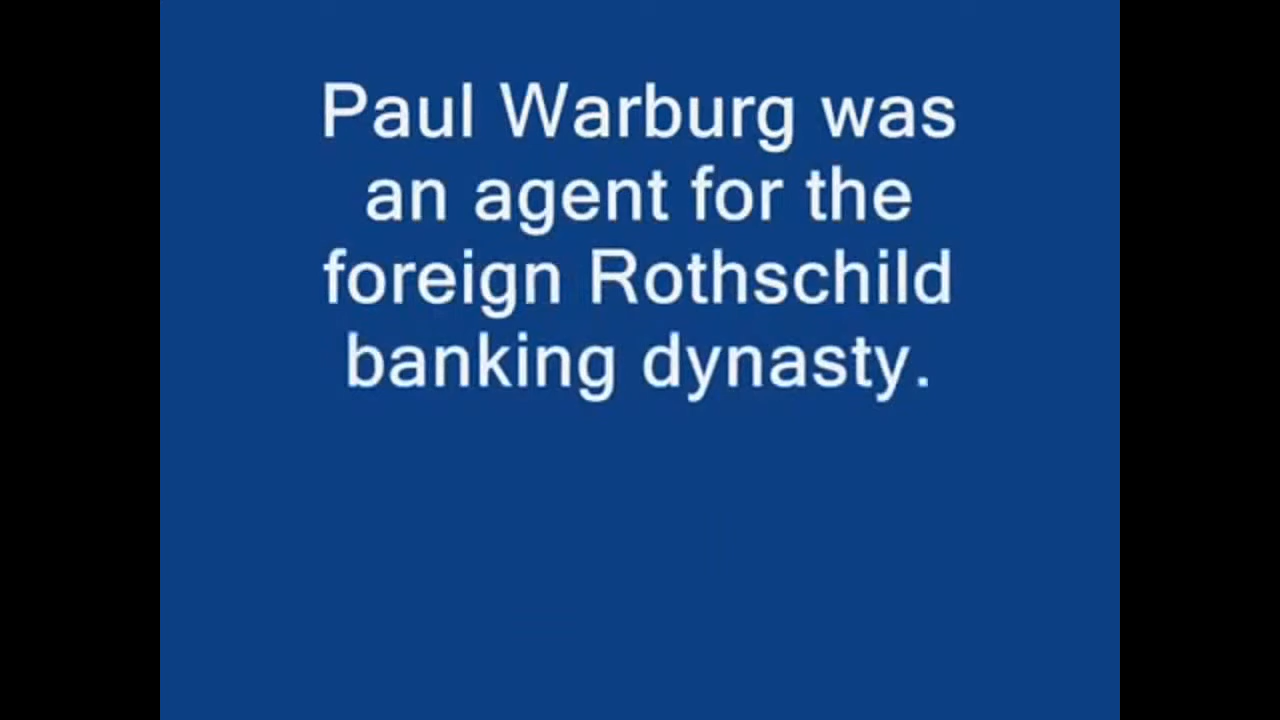 Paul Warburg was
an agent for the
foreign Rothschild
banking dynasty.